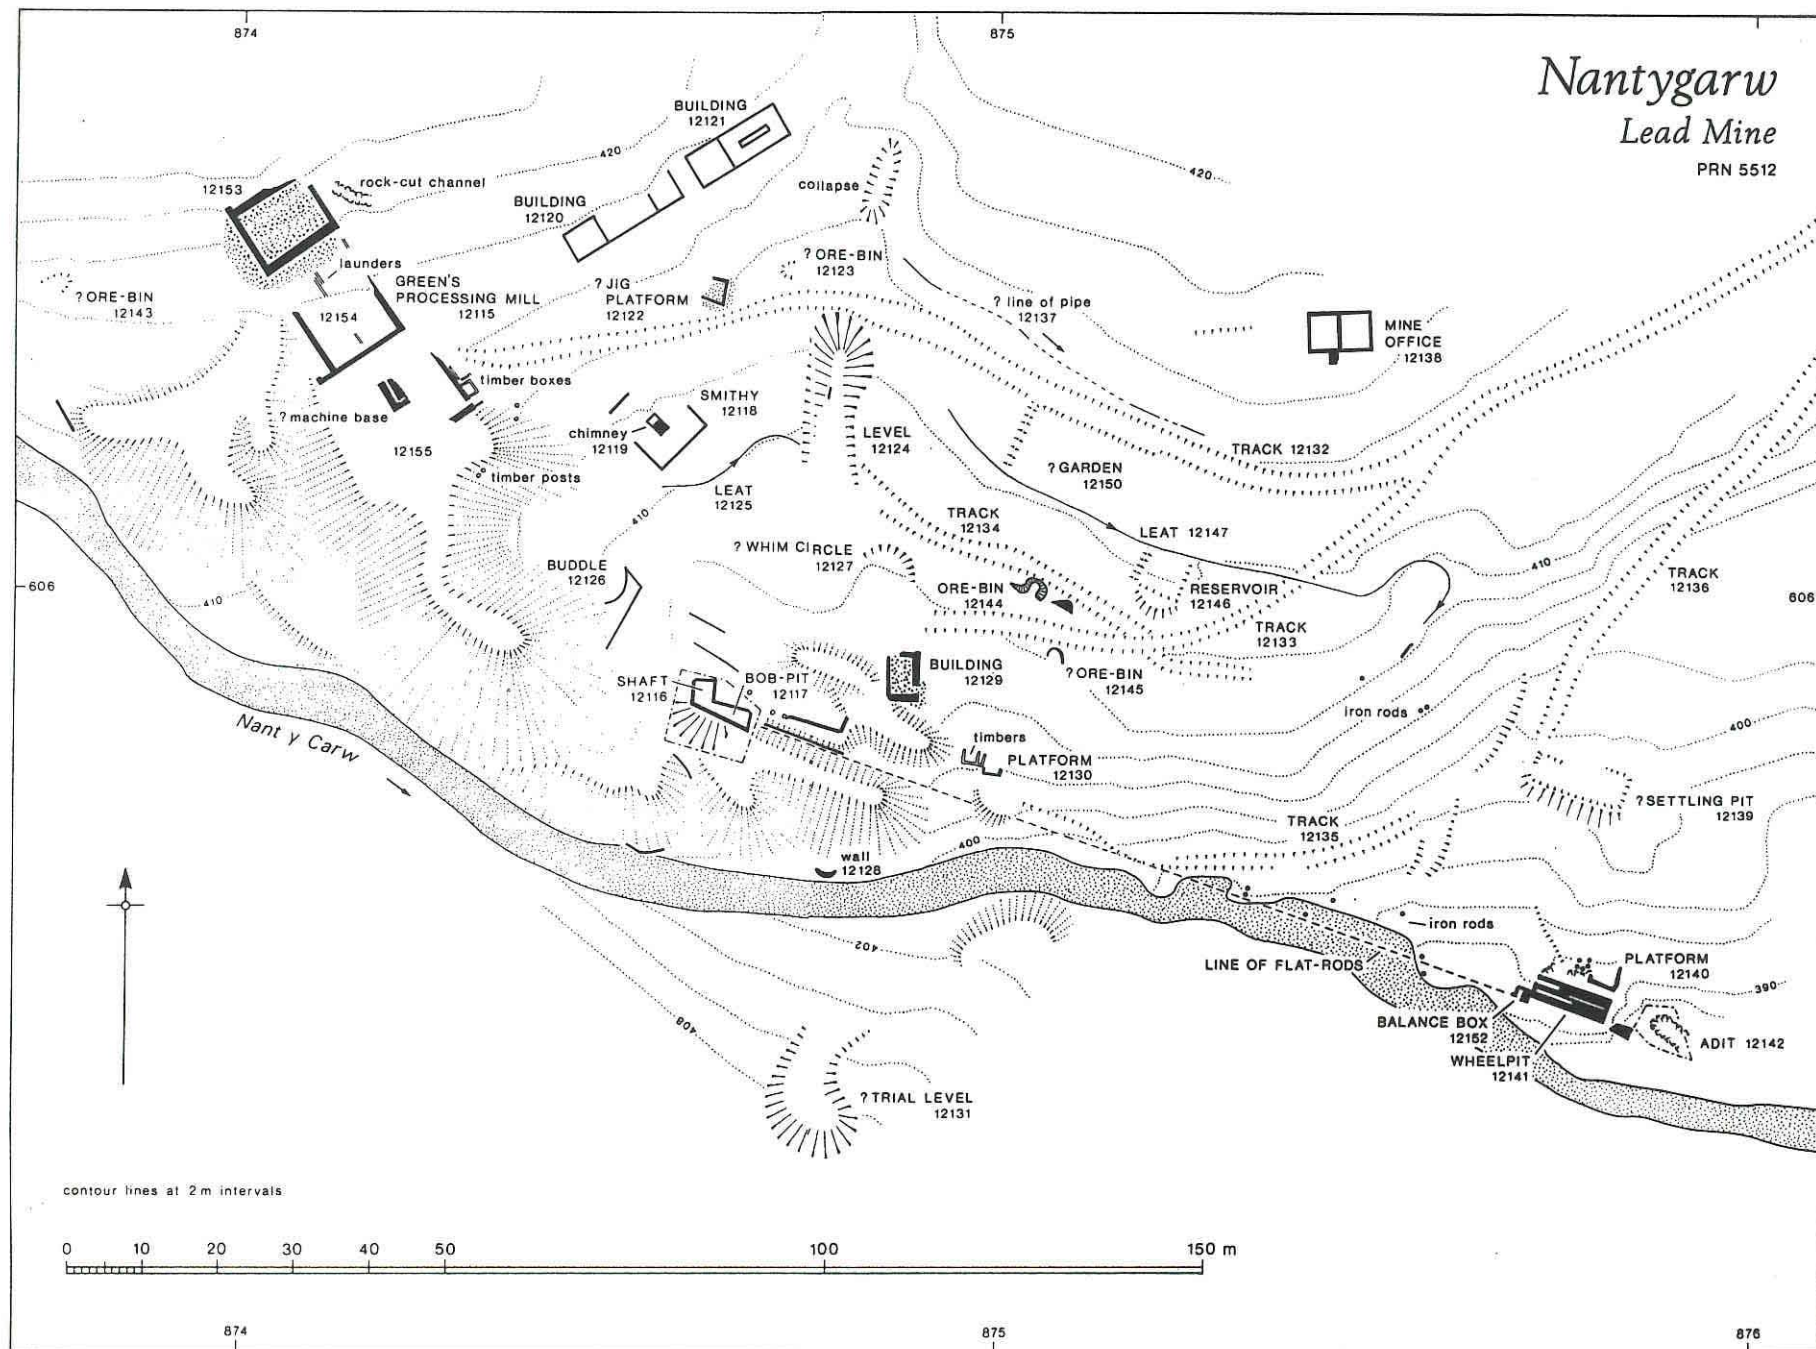 874
875
Nantygarw
Lead Mine
PRN 5512
BUILDING
12121
420
420
12153
rock-cut channel
collapse
BUILDING
12120
? ORE-BIN
12123
launders
? ORE-BIN
12143
12154
GREEN'S
PROCESSING MILL
12115
? JIG
PLATFORM
12122
? line of pipe
12137
MINE
OFFICE
12138
timber boxes
? machine base
SMITHY
12118
chimney
12119
LEVEL
12124
TRACK 12132
12155
timber posts
? GARDEN
12150
LEAT
12125
410
TRACK
12134
LEAT 12147
? WHIM CIRCLE
12127
BUDDLE
12126
410
TRACK
12136
606
ORE-BIN
12144
RESERVOIR
12146
606
410
TRACK
12133
SHAFT
12116
BOB-PIT
12117
BUILDING
12129
? ORE-BIN
12145
iron rods
400
Nant y Carw
timbers
PLATFORM
12130
? SETTLING PIT
12139
TRACK
12135
400
wall
12128
iron rods
402
LINE OF FLAT-RODS
PLATFORM
12140
390
408
BALANCE BOX
12152
ADIT 12142
WHEELPIT
12141
? TRIAL LEVEL
12131
contour lines at 2m intervals
0 10 20 30 40 50 100 150 m
874
875
876